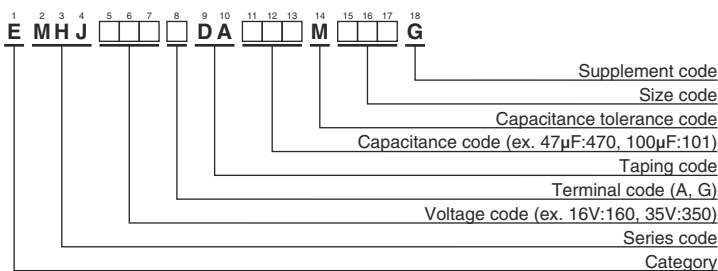 1 2 3 4 5 6 7 8 9 10 11 12 13 14 15 16 17 18
E MHJ □□□ □ DA □□□ M □□□ G
Supplement code
Size code
Capacitance tolerance code
Capacitance code (ex. 47µF:470, 100µF:101)
Taping code
Terminal code (A, G)
Voltage code (ex. 16V:160, 35V:350)
Series code
Category